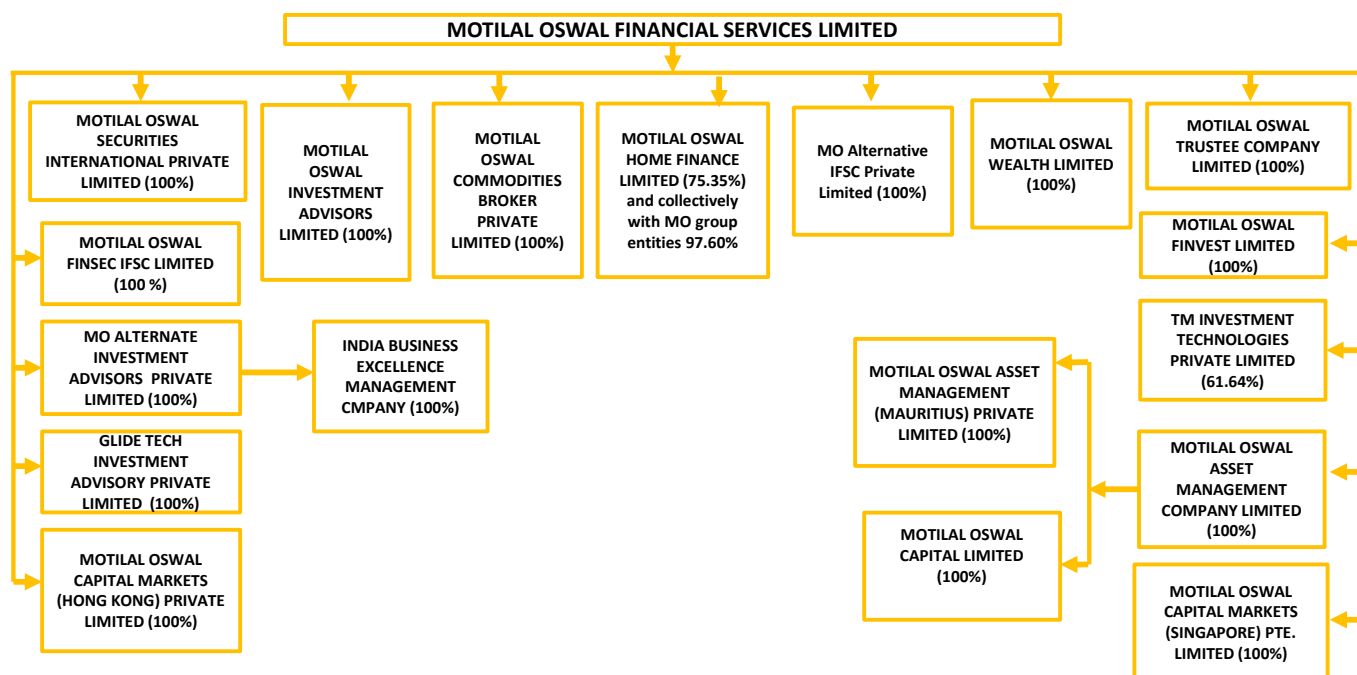 MOTILAL OSWAL FINANCIAL SERVICES LIMITED
MOTILAL OSWAL
SECURITIES
INTERNATIONAL PRIVATE
LIMITED (100%)
MOTILAL
OSWAL
INVESTMENT
ADVISORS
LIMITED (100%)
MOTILAL
OSWAL
COMMODITIES
BROKER
PRIVATE
LIMITED (100%)
MOTILAL OSWAL
HOME FINANCE
LIMITED (75.35%)
and collectively
with MO group
entities 97.60%
MO Alternative
IFSC Private
Limited (100%)
MOTILAL OSWAL
WEALTH LIMITED
(100%)
MOTILAL OSWAL
TRUSTEE COMPANY
LIMITED (100%)
MOTILAL OSWAL
FINSEC IFSC LIMITED
(100 %)
MOTILAL OSWAL
FINVEST LIMITED
(100%)
MO ALTERNATE
INVESTMENT
ADVISORS PRIVATE
LIMITED (100%)
INDIA BUSINESS
EXCELLENCE
MANAGEMENT
CMPANY (100%)
MOTILAL OSWAL ASSET
MANAGEMENT
(MAURITIUS) PRIVATE
LIMITED (100%)
TM INVESTMENT
TECHNOLOGIES
PRIVATE LIMITED
(61.64%)
GLIDE TECH
INVESTMENT
ADVISORY PRIVATE
LIMITED (100%)
MOTILAL OSWAL
ASSET
MANAGEMENT
COMPANY LIMITED
(100%)
MOTILAL OSWAL
CAPITAL MARKETS
(HONG KONG) PRIVATE
LIMITED (100%)
MOTILAL OSWAL
CAPITAL LIMITED
(100%)
MOTILAL OSWAL
CAPITAL MARKETS
(SINGAPORE) PTE.
LIMITED (100%)